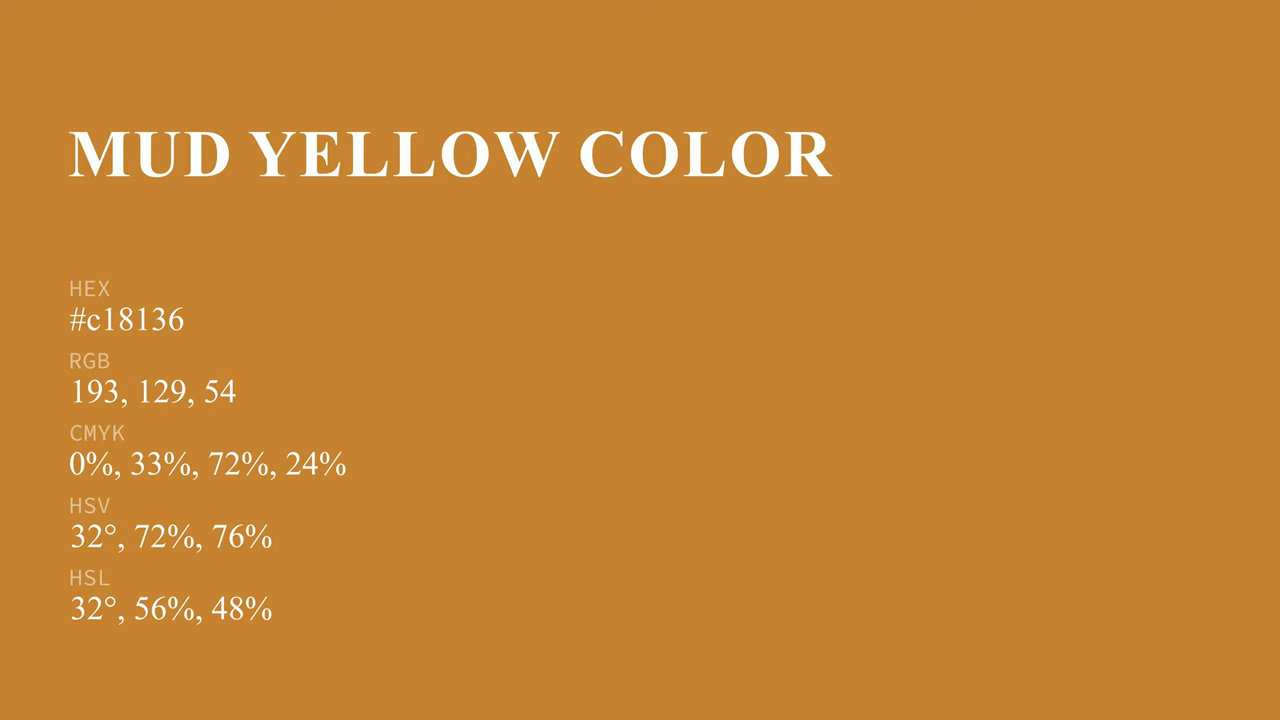 MUD YELLOW COLOR
HEX
#c18136
RGB
193, 129, 54
CMYK
0%, 33%, 72%, 24%
HSV
32°, 72%, 76%
HSL
32°, 56%, 48%